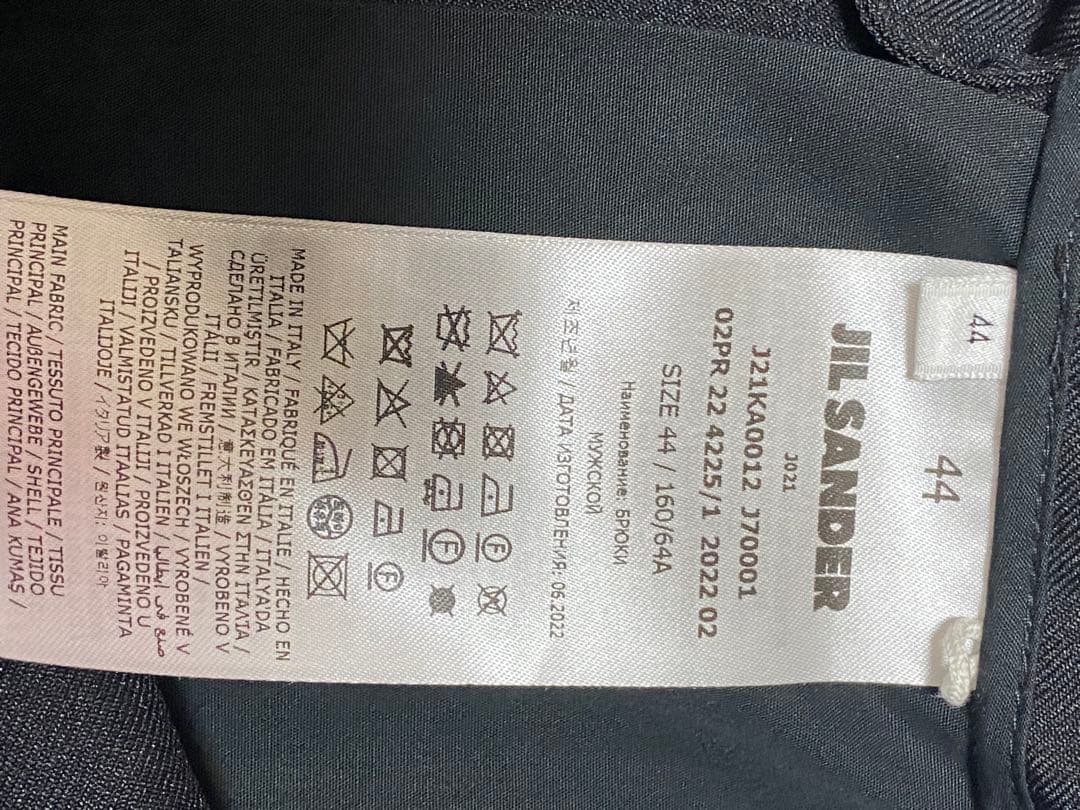 44
44
JIL SANDER
J021
J21KA0012 J70001
02PR 22 4225/1 2022 02
SIZE 44 / 160/64A
Наименование: БРЮКИ
МУЖСКОЙ
제조년월 / ДАТА ИЗГОТОВЛЕНИЯ: 06.2022
F
F
F
MADE IN ITALY / FABRIQUÉ EN ITALIE / HECHO EN
ITALIA / FABRICADO EM ITÁLIA / ITALYA'DA
ÜRETILMIŞTIR / ΚΑΤΑΣΚΕΥΑΣΘΕΝ ΣΤΗΝ ΙΤΑΛΙΑ /
СДЕЛАНО В ИТАЛИИ / 意大利制造 / VYROBENO V
ITÁLII / FREMSTILLET I ITALIEN /
WYPRODUKOWANO WE WŁOSZECH / VYROBENÉ V
TALIANSKU / TILLVERKAD I ITALIEN / صنع في إيطاليا
/ PROIZVEDENO V ITALIJI / PROIZVEDENO U
ITALIJI / VALMISTATUD ITAALIAS / PAGAMINTA
ITALIJOJE / イタリア製 / 원산지: 이탈리아
MAIN FABRIC / TESSUTO PRINCIPALE / TISSU
PRINCIPAL / AUßENGEWEBE / SHELL / TEJIDO
PRINCIPAL / TECIDO PRINCIPAL / ANA KUMAŞ /